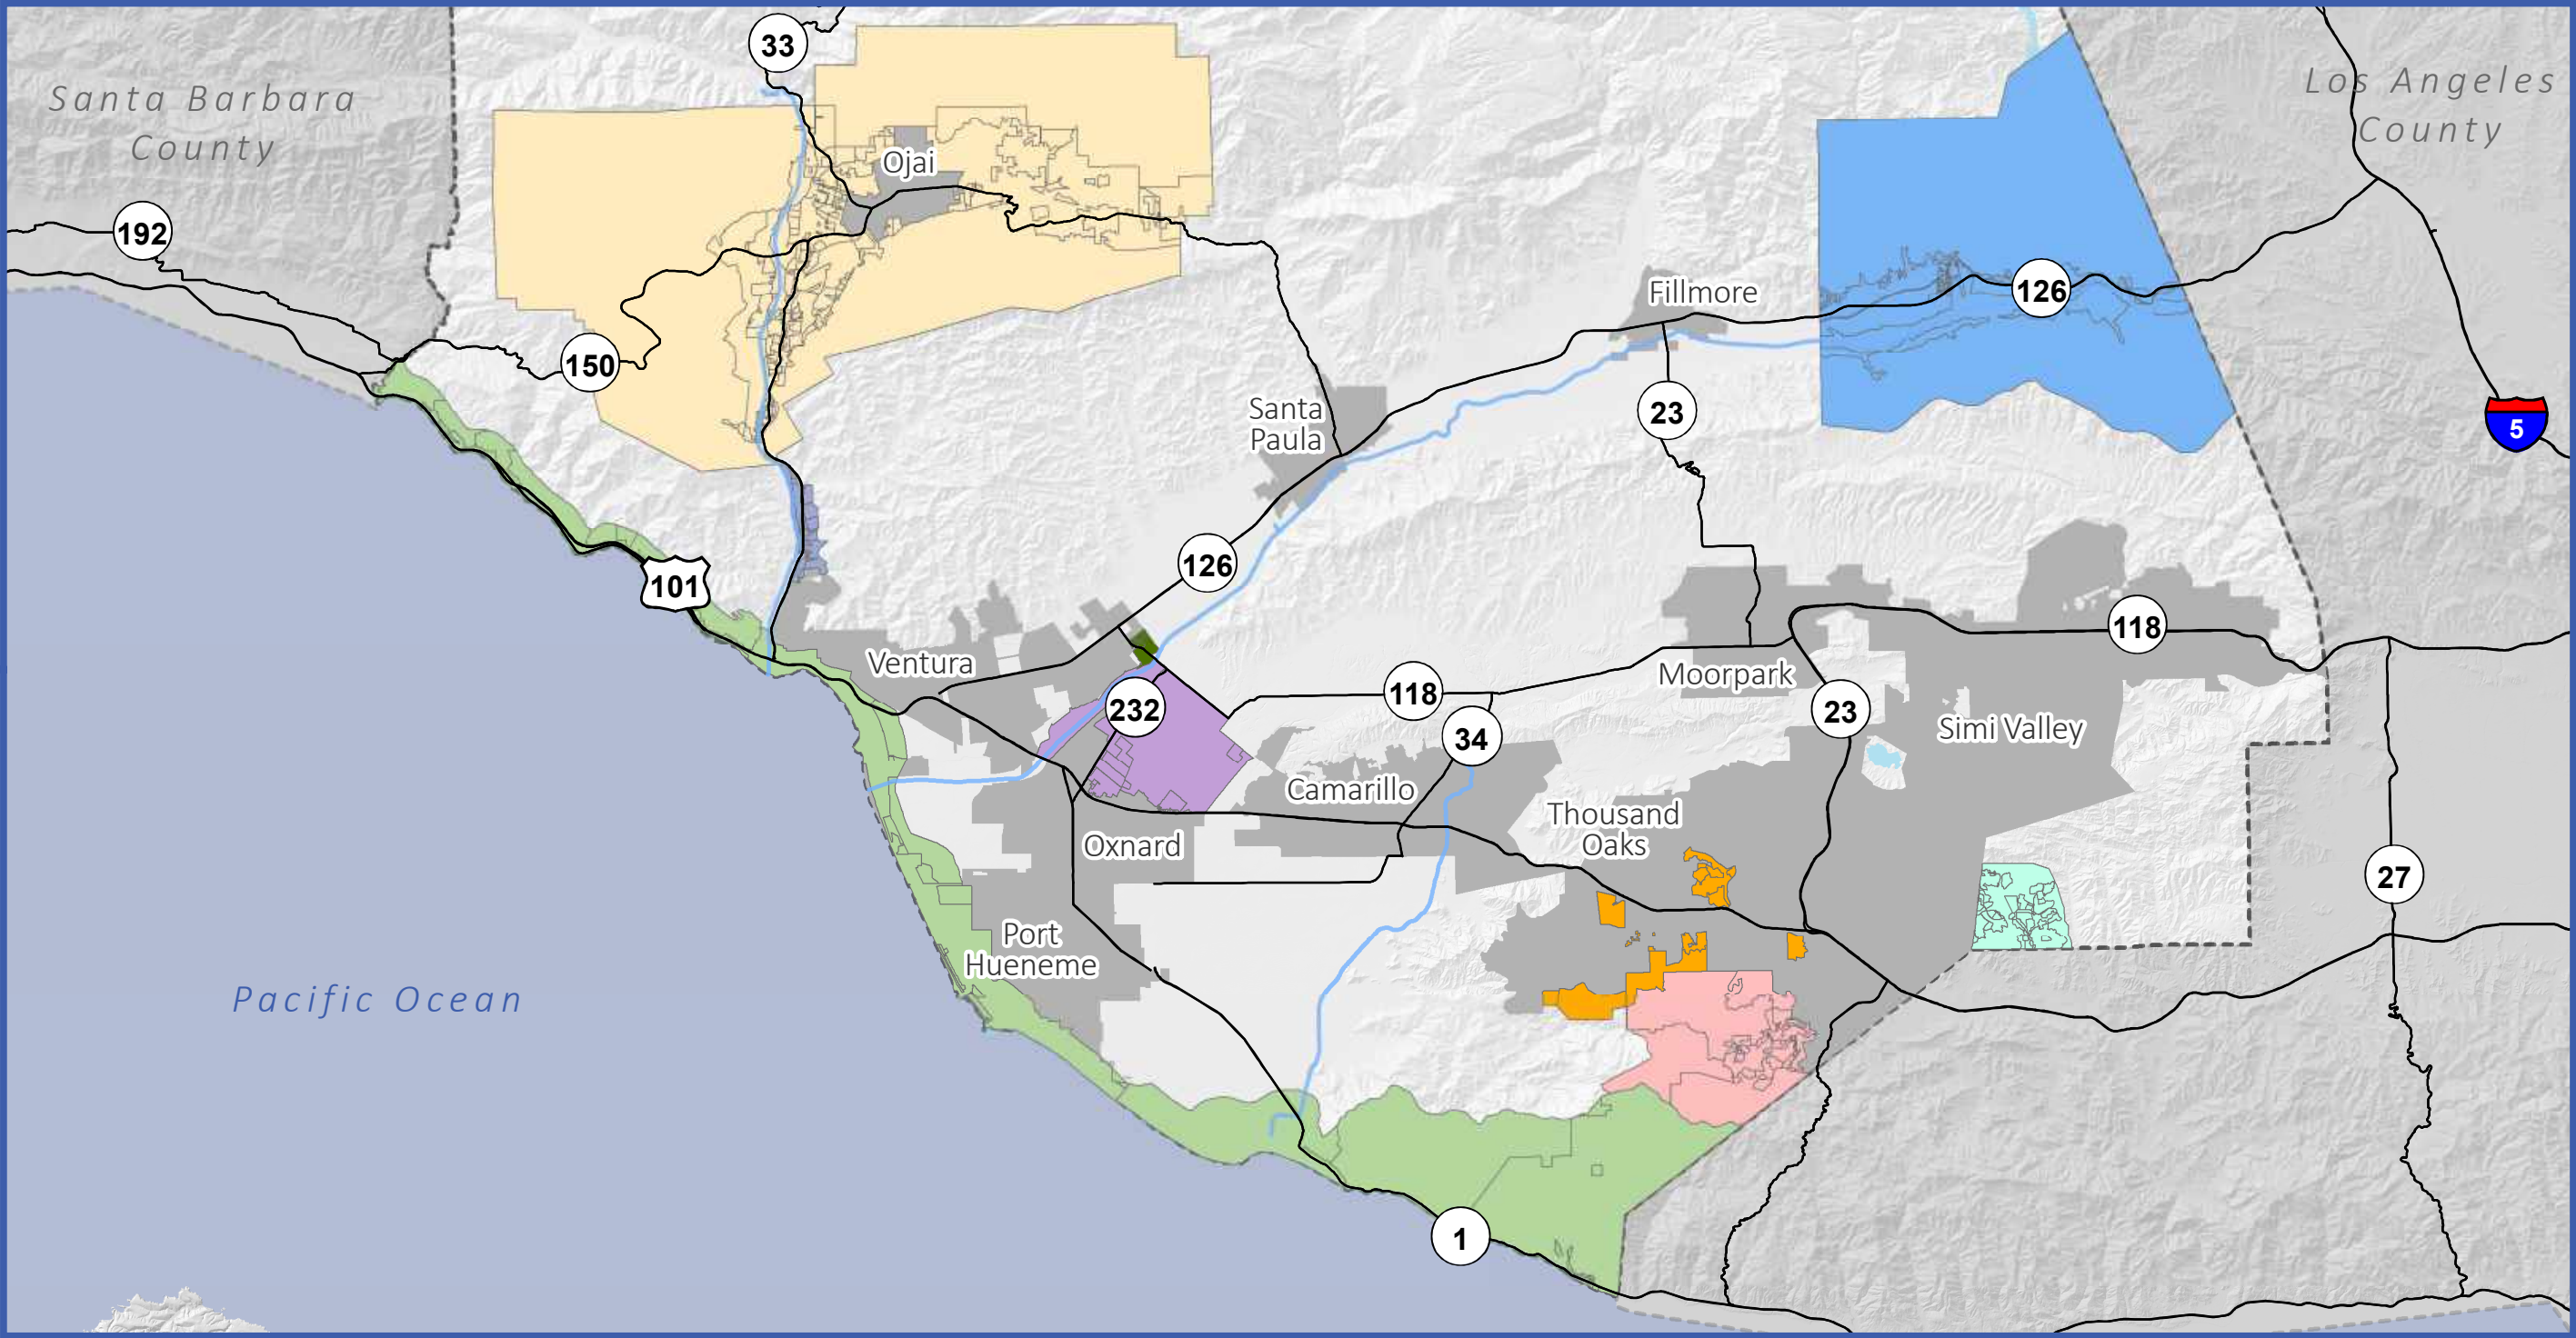 33
Santa Barbara
County
Los Angeles
County
Ojai
192
126
Fillmore
150
23
Santa
Paula
5
126
101
118
Ventura
Moorpark
118
232
23
34
Simi Valley
Camarillo
Thousand
Oaks
Oxnard
27
Port
Hueneme
Pacific Ocean
1